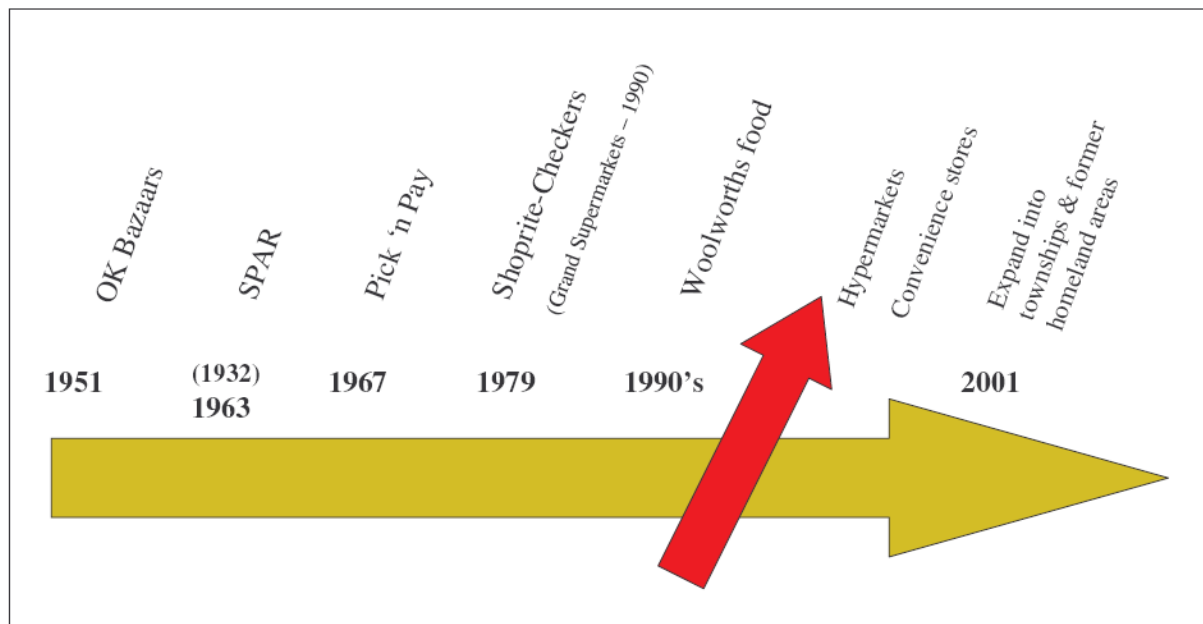 OK Bazaars
SPAR
Pick ‘n Pay
Shoprite-Checkers
(Grand Supermarkets – 1990)
Woolworths food
Hypermarkets
Convenience stores
Expand into
townships & former
homeland areas
1951
(1932)
1963
1967
1979
1990’s
2001